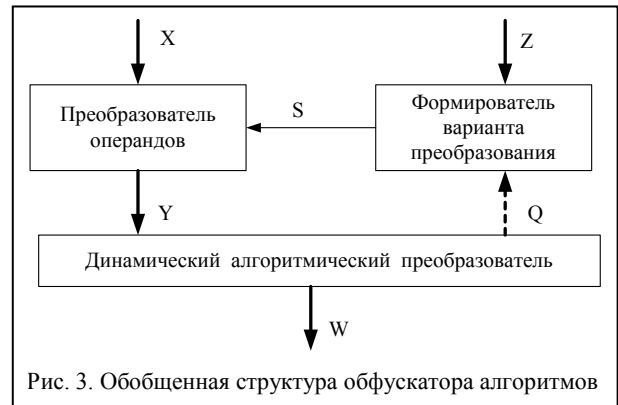 X
Z
Преобразователь
операндов
S
Формирователь
варианта
преобразования
Y
Q
Динамический алгоритмический преобразователь
W
Рис. 3. Обобщенная структура обфускатора алгоритмов